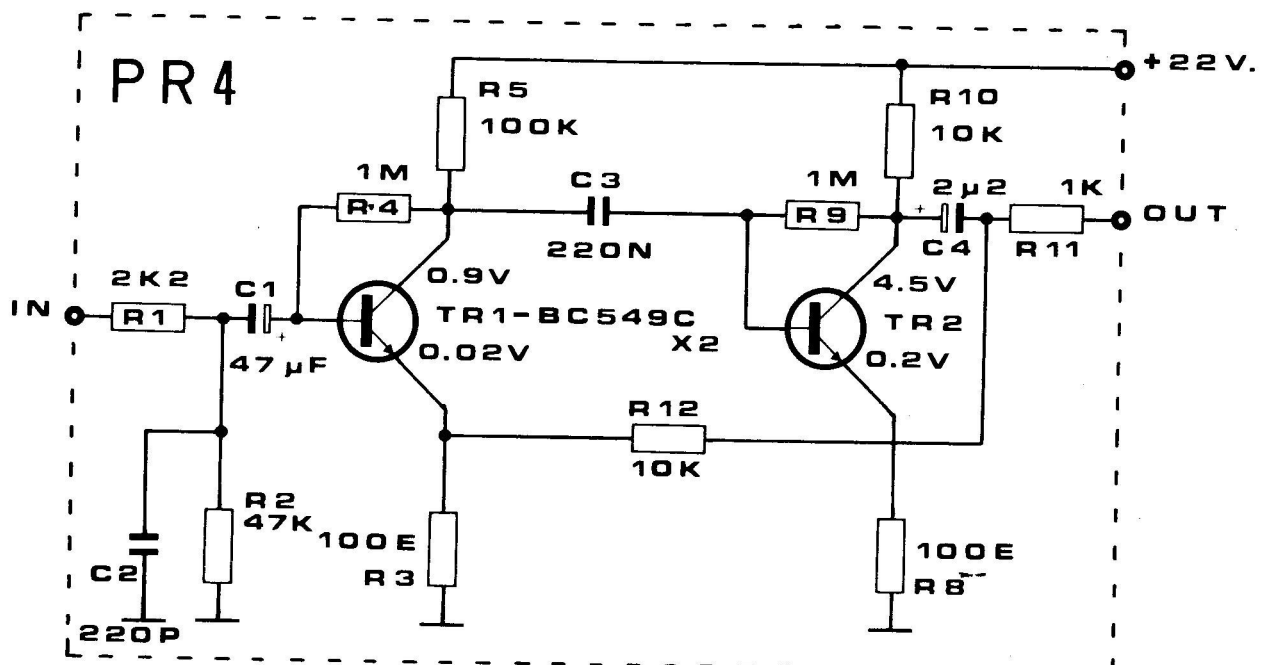 PR4
+22V.
R5
100K
R10
10K
1M
R4
C3
220N
1M
R9
2µ2
C4
1K
R11
OUT
IN
2K2
R1
C1
+
47µF
0.9V
TR1-BC549C
X2
0.02V
+
4.5V
TR2
0.2V
R12
10K
R2
47K
C2
220P
100E
R3
100E
R8